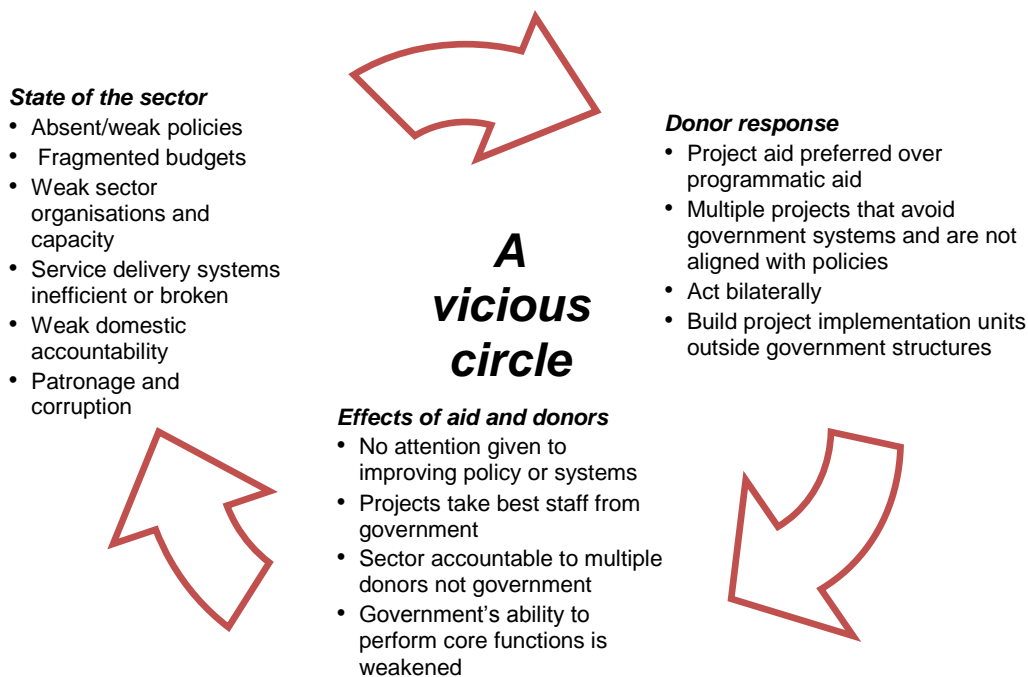 State of the sector
• Absent/weak policies
• Fragmented budgets
• Weak sector
organisations and
capacity
• Service delivery systems
inefficient or broken
• Weak domestic
accountability
• Patronage and
corruption
Donor response
• Project aid preferred over
programmatic aid
• Multiple projects that avoid
government systems and are not
aligned with policies
• Act bilaterally
• Build project implementation units
outside government structures
A
vicious
circle
Effects of aid and donors
• No attention given to
improving policy or systems
• Projects take best staff from
government
• Sector accountable to multiple
donors not government
• Government’s ability to
perform core functions is
weakened